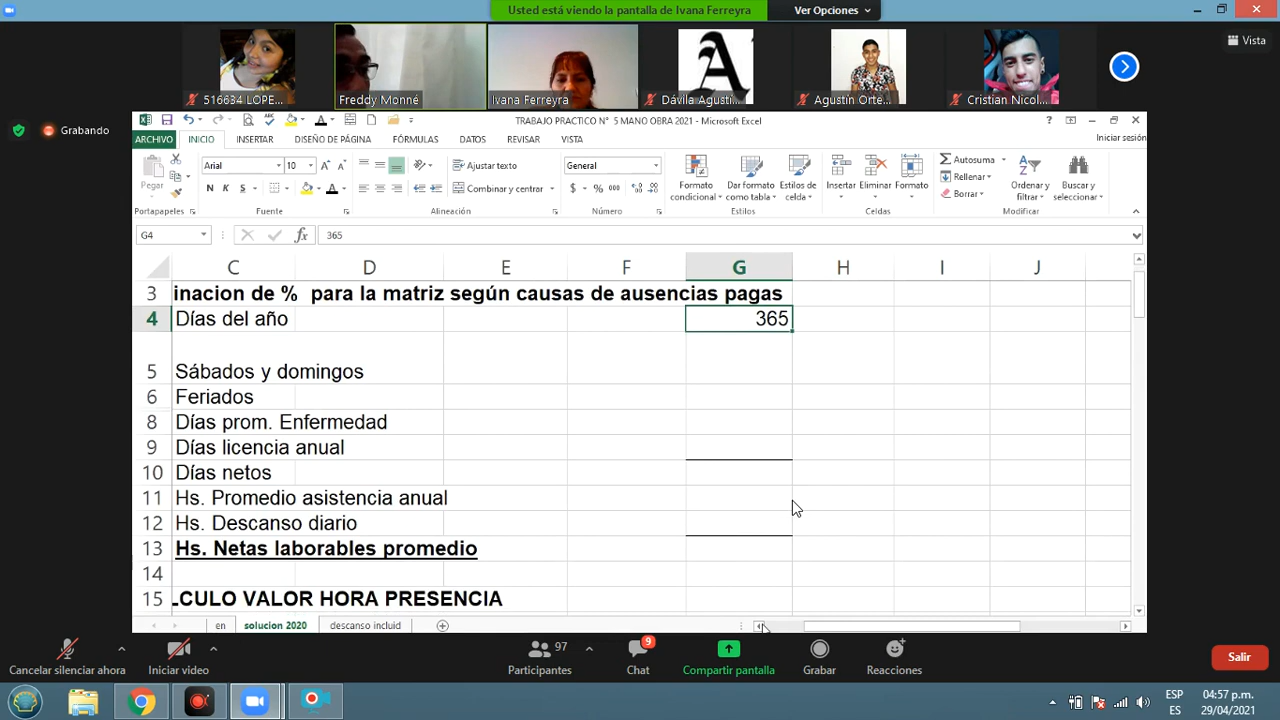 Usted está viendo la pantalla de Ivana Ferreyra
Ver Opciones
Vista
516634 LOPE...
Freddy Monné
Ivana Ferreyra
Dávila Agusti...
Agustin Orte...
Cristian Nicol...
Grabando
TRABAJO PRACTICO N° 5 MANO OBRA 2021 - Microsoft Excel
ARCHIVO INICIO INSERTAR DISEÑO DE PÁGINA FÓRMULAS DATOS REVISAR VISTA
Iniciar sesión
Pegar
Arial 10
N K S
Ajustar texto
Combinar y centrar
General
$ % 000
Formato condicional
Dar formato como tabla
Estilos de celda
Insertar
Eliminar
Formato
Autosuma
Rellenar
Borrar
Ordenar y filtrar
Buscar y seleccionar
Portapapeles Fuente Alineación Número Estilos Celdas Modificar
G4 fx 365
C D E F G H I J
3 inacion de % para la matriz según causas de ausencias pagas
4 Días del año 365
5 Sábados y domingos
6 Feriados
8 Días prom. Enfermedad
9 Días licencia anual
10 Días netos
11 Hs. Promedio asistencia anual
12 Hs. Descanso diario
13 Hs. Netas laborables promedio
14
15 LCULO VALOR HORA PRESENCIA
en solucion 2020 descanso incluid
Cancelar silenciar ahora
Iniciar video
97
Participantes
9
Chat
Compartir pantalla
Grabar
Reacciones
Salir
ESP
ES
04:57 p.m.
29/04/2021